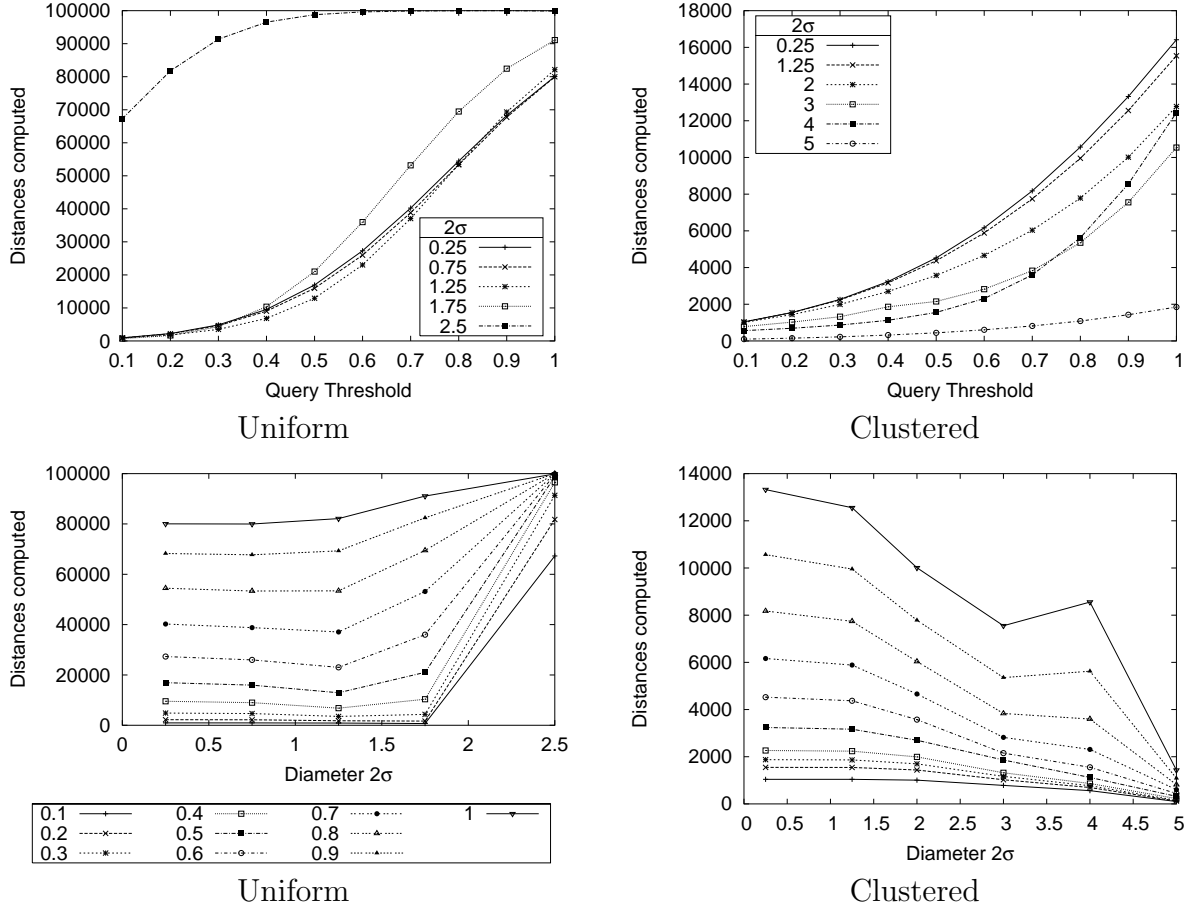 100000
90000
80000
70000
60000
50000
40000
30000
20000
10000
0
Distances computed
2σ
0.25
0.75
1.25
1.75
2.5
0.1 0.2 0.3 0.4 0.5 0.6 0.7 0.8 0.9 1
Query Threshold
Uniform
18000
16000
14000
12000
10000
8000
6000
4000
2000
0
Distances computed
2σ
0.25
1.25
2
3
4
5
0.1 0.2 0.3 0.4 0.5 0.6 0.7 0.8 0.9 1
Query Threshold
Clustered
100000
80000
60000
40000
20000
0
Distances computed
0 0.5 1 1.5 2 2.5
Diameter 2σ
0.1 0.4 0.7 1
0.2 0.5 0.8
0.3 0.6 0.9
Uniform
14000
12000
10000
8000
6000
4000
2000
0
Distances computed
0 0.5 1 1.5 2 2.5 3 3.5 4 4.5 5
Diameter 2σ
Clustered